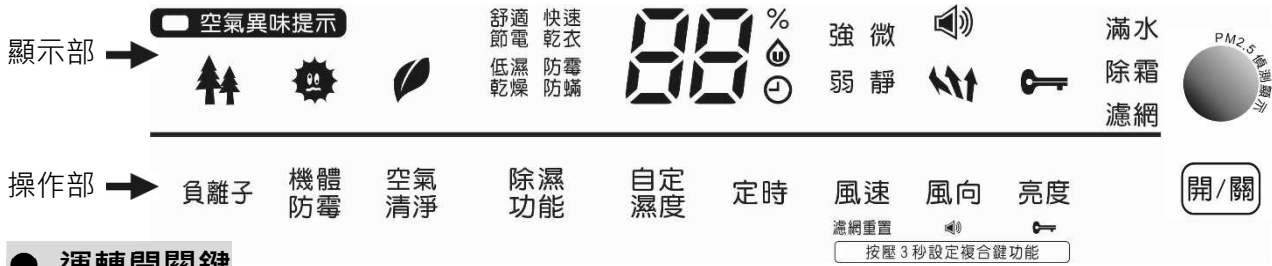 空氣異味提示
顯示部
舒適 快速
節電 乾衣
低濕 防霉
乾燥 防蟎
88
%
U
強 微
弱 靜
滿水
除霜
濾網
PM2.5偵測顯示
操作部
負離子
機體
防霉
空氣
清淨
除濕
功能
自定
濕度
定時
風速
濾網重置
風向
亮度
按壓3秒設定複合鍵功能
開/關
● 運轉開關鍵